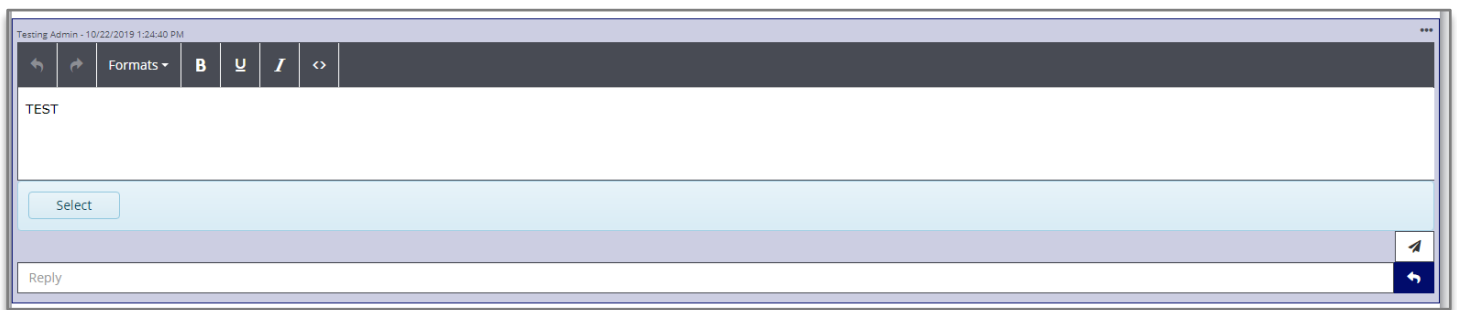 Testing Admin - 10/22/2019 1:24:40 PM
Formats B U I <>
TEST
Select
Reply